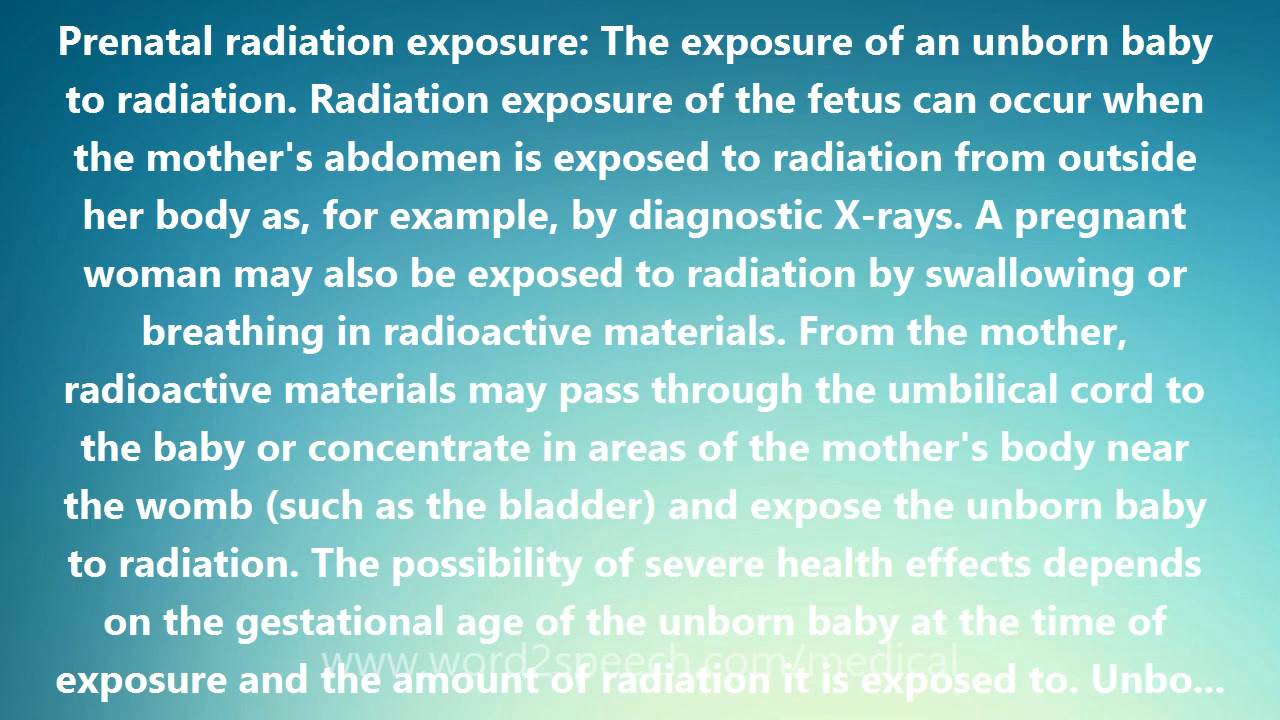 Prenatal radiation exposure: The exposure of an unborn baby
to radiation. Radiation exposure of the fetus can occur when
the mother's abdomen is exposed to radiation from outside
her body as, for example, by diagnostic X-rays. A pregnant
woman may also be exposed to radiation by swallowing or
breathing in radioactive materials. From the mother,
radioactive materials may pass through the umbilical cord to
the baby or concentrate in areas of the mother's body near
the womb (such as the bladder) and expose the unborn baby
to radiation. The possibility of severe health effects depends
on the gestational age of the unborn baby at the time of
www.word2speech.com/medical
exposure and the amount of radiation it is exposed to. Unbo...